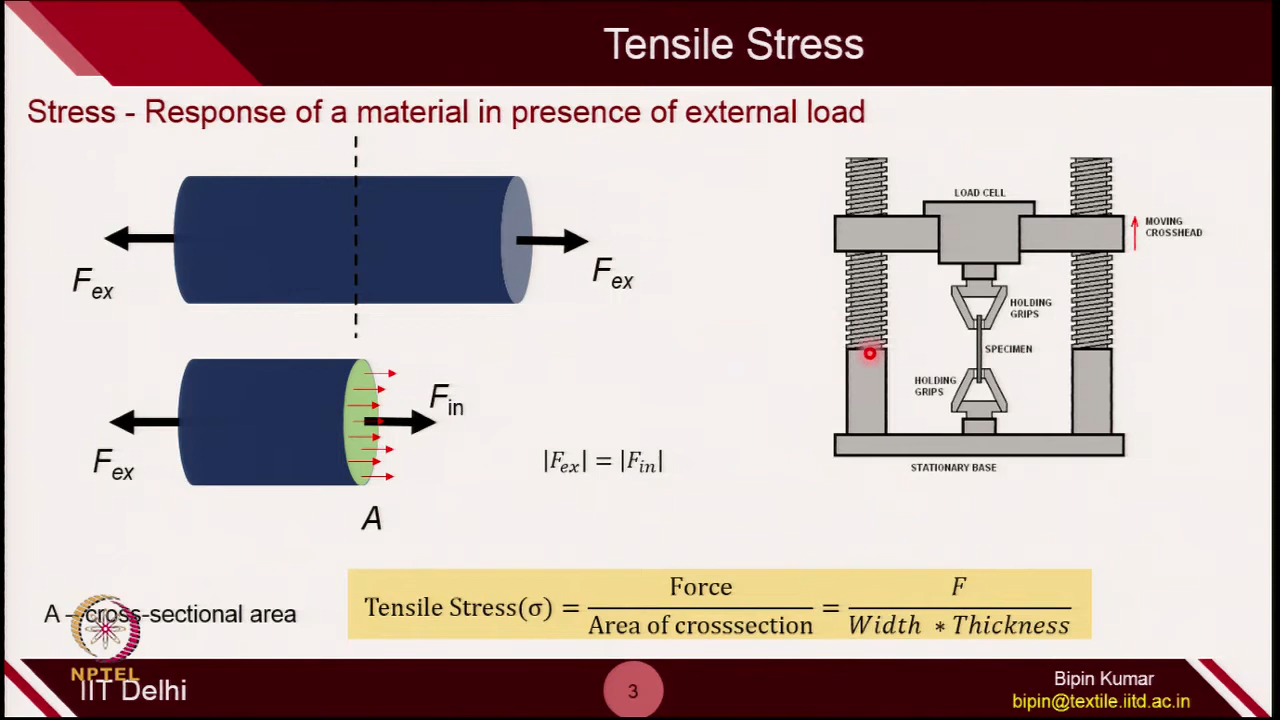 Tensile Stress
Stress - Response of a material in presence of external load
F_ex
F_ex
F_ex
F_in
A
|F_ex| = |F_in|
LOAD CELL
MOVING
CROSSHEAD
HOLDING
GRIPS
SPECIMEN
HOLDING
GRIPS
STATIONARY BASE
A – cross-sectional area
Tensile Stress(σ) = Force / Area of crosssection = F / Width * Thickness
NPTEL
IIT Delhi
3
Bipin Kumar
bipin@textile.iitd.ac.in